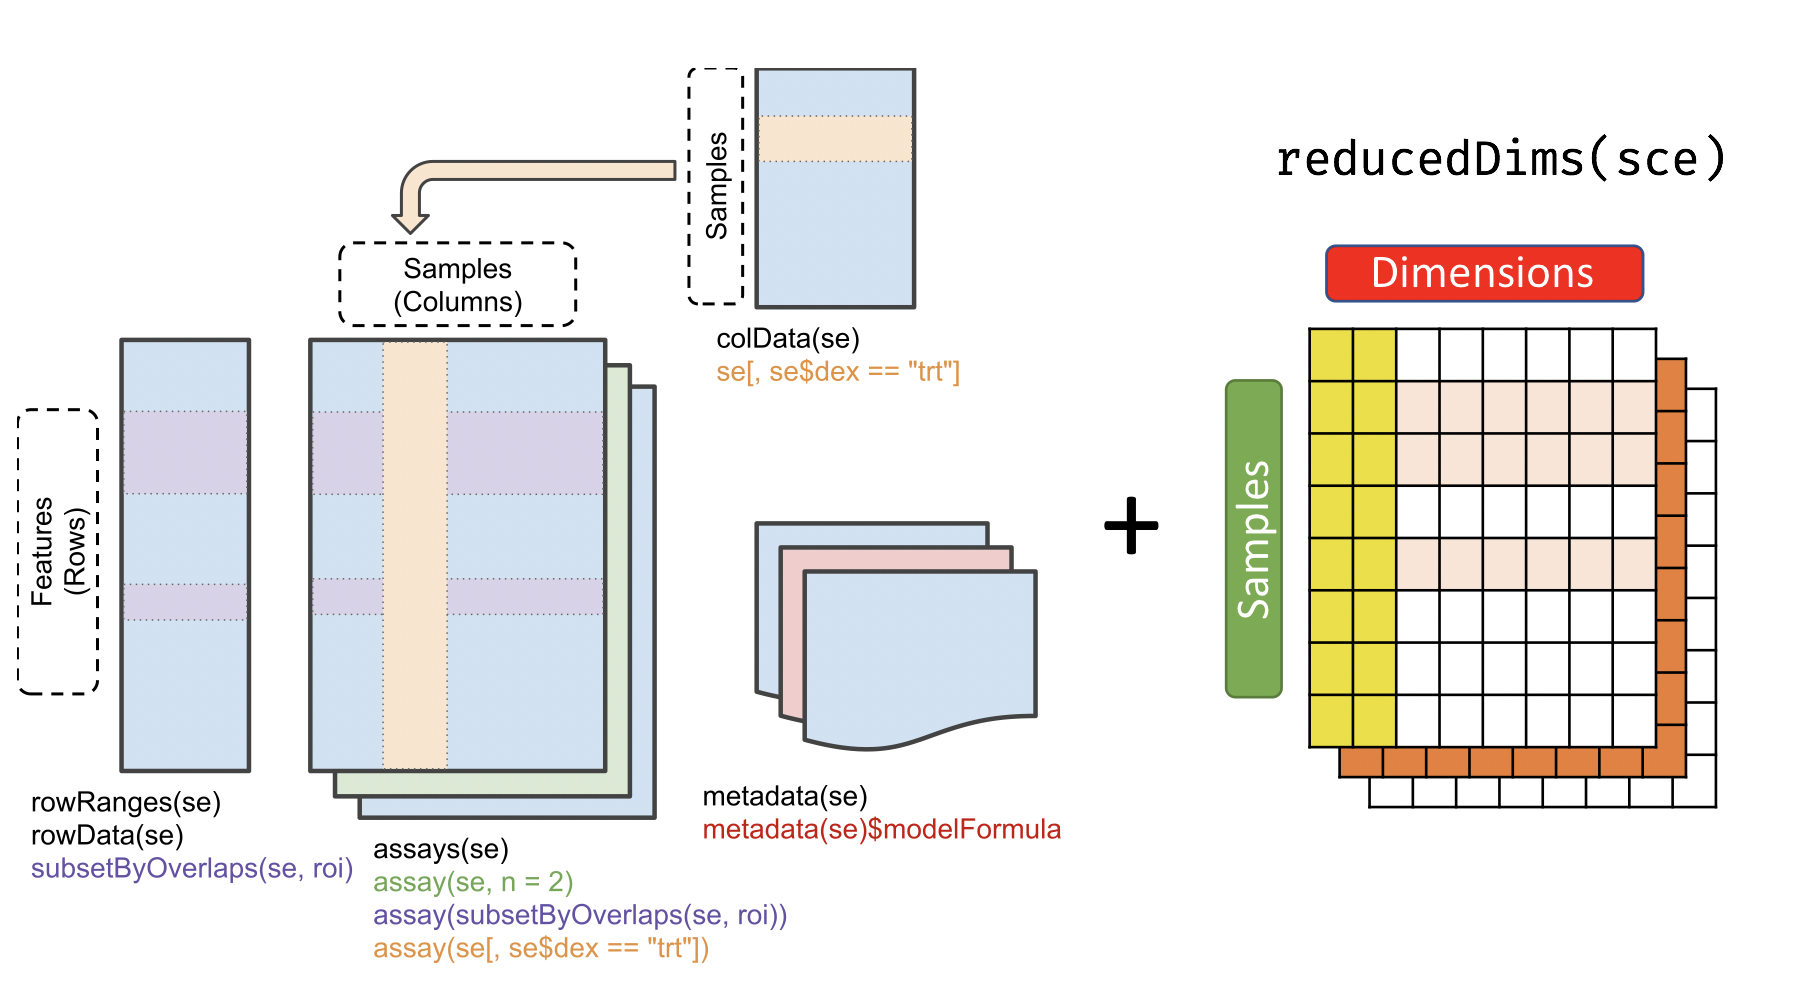 Samples
colData(se)
se[, se$dex == "trt"]
Samples
(Columns)
Features
(Rows)
rowRanges(se)
rowData(se)
subsetByOverlaps(se, roi)
assays(se)
assay(se, n = 2)
assay(subsetByOverlaps(se, roi))
assay(se[, se$dex == "trt"])
metadata(se)
metadata(se)$modelFormula
+
reducedDims(sce)
Dimensions
Samples